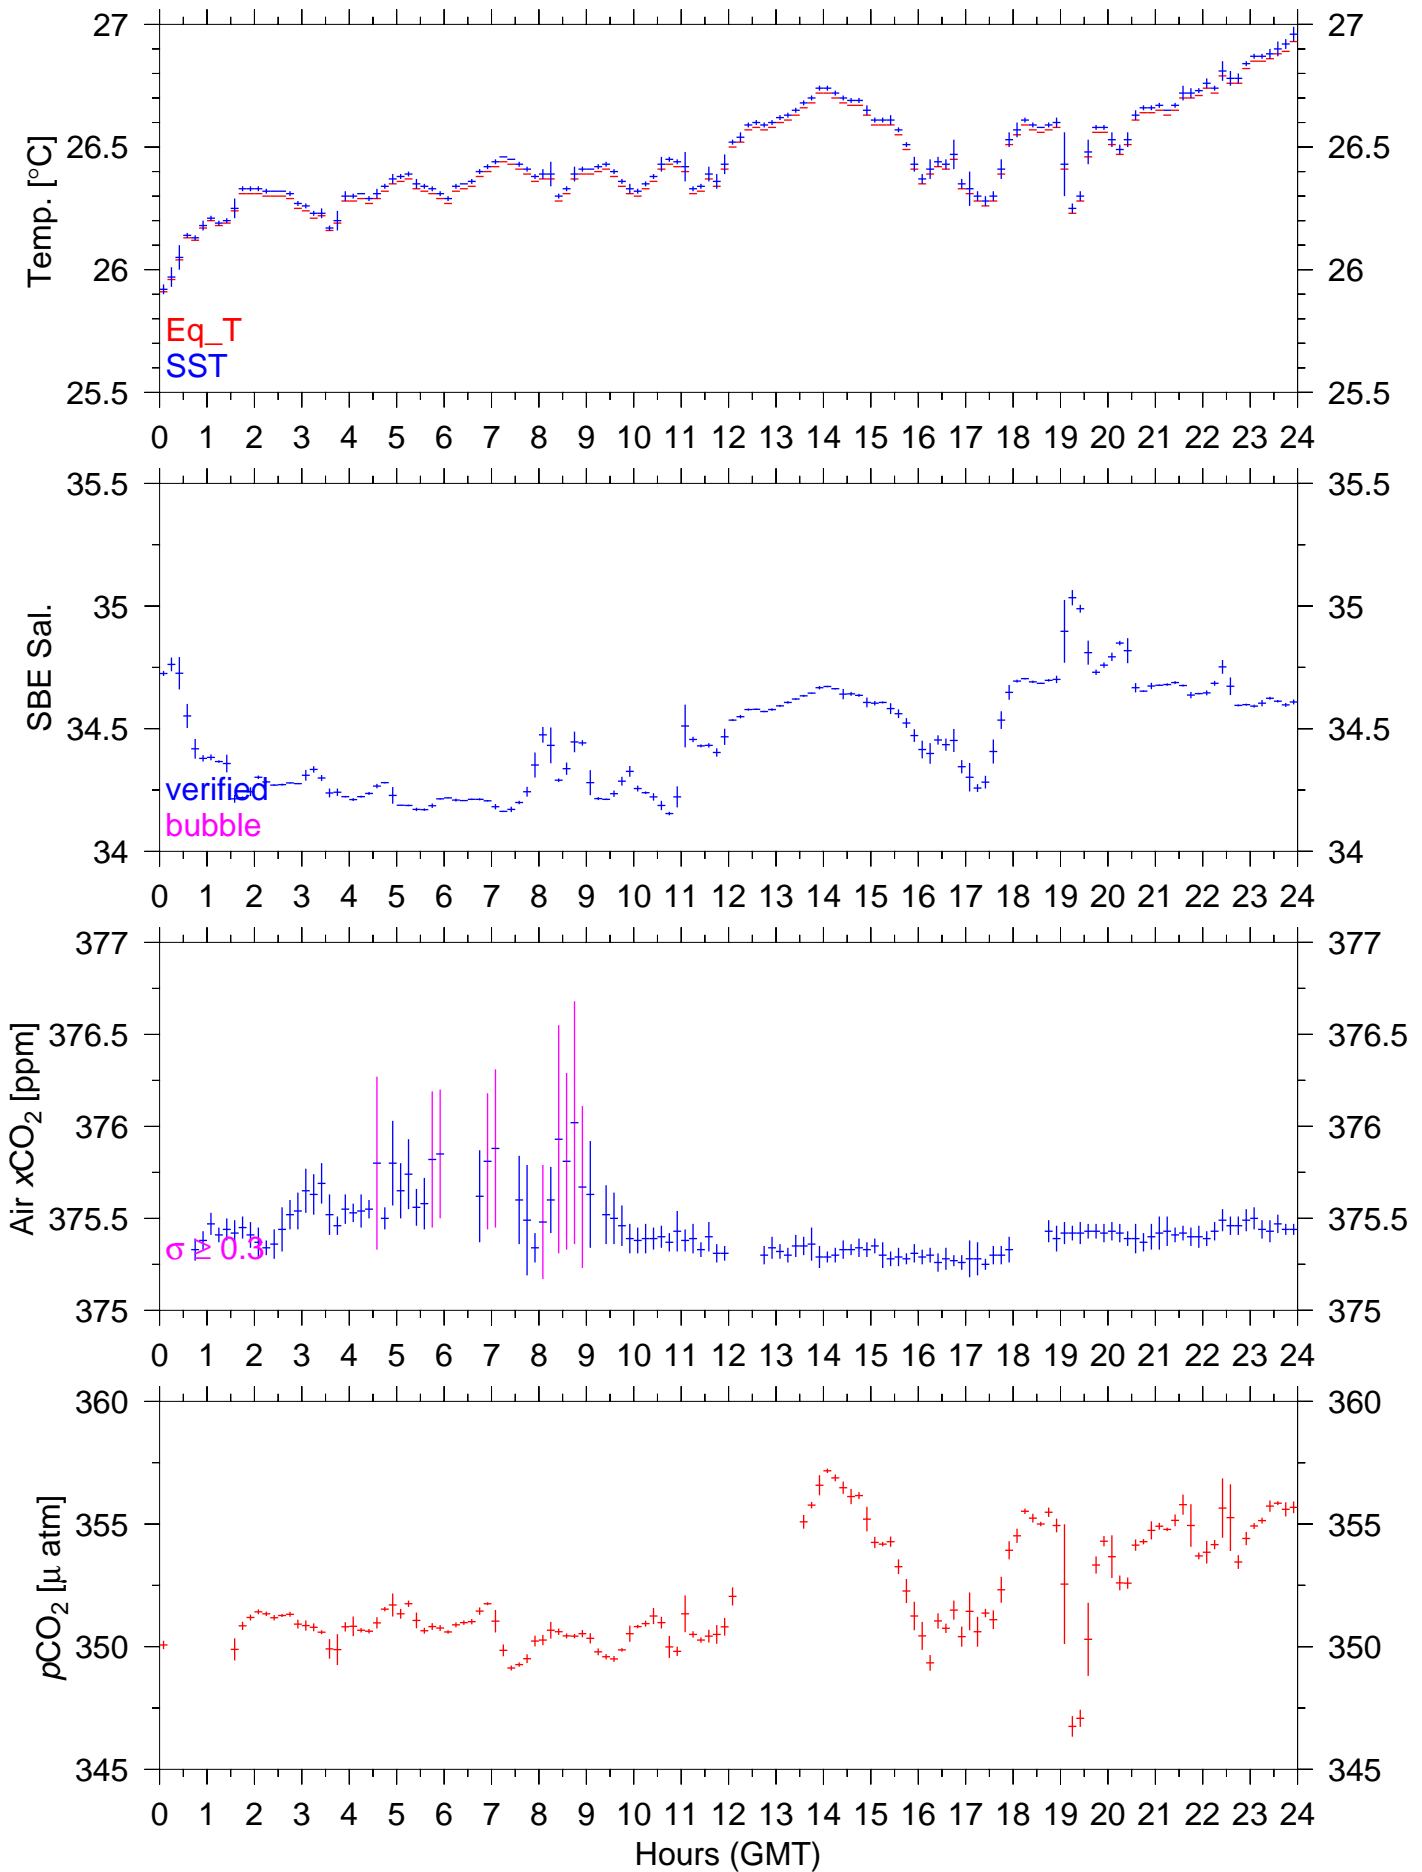 27 27
26.5 26.5
26 26
25.5 25.5
Temp. [°C]
Eq_T
SST
0 1 2 3 4 5 6 7 8 9 10 11 12 13 14 15 16 17 18 19 20 21 22 23 24
35.5 35.5
35 35
34.5 34.5
34 34
SBE Sal.
verified
bubble
0 1 2 3 4 5 6 7 8 9 10 11 12 13 14 15 16 17 18 19 20 21 22 23 24
377 377
376.5 376.5
376 376
375.5 375.5
375 375
Air xCO₂ [ppm]
σ ≥ 0.3
0 1 2 3 4 5 6 7 8 9 10 11 12 13 14 15 16 17 18 19 20 21 22 23 24
360 360
355 355
350 350
345 345
pCO₂ [μ atm]
0 1 2 3 4 5 6 7 8 9 10 11 12 13 14 15 16 17 18 19 20 21 22 23 24
Hours (GMT)